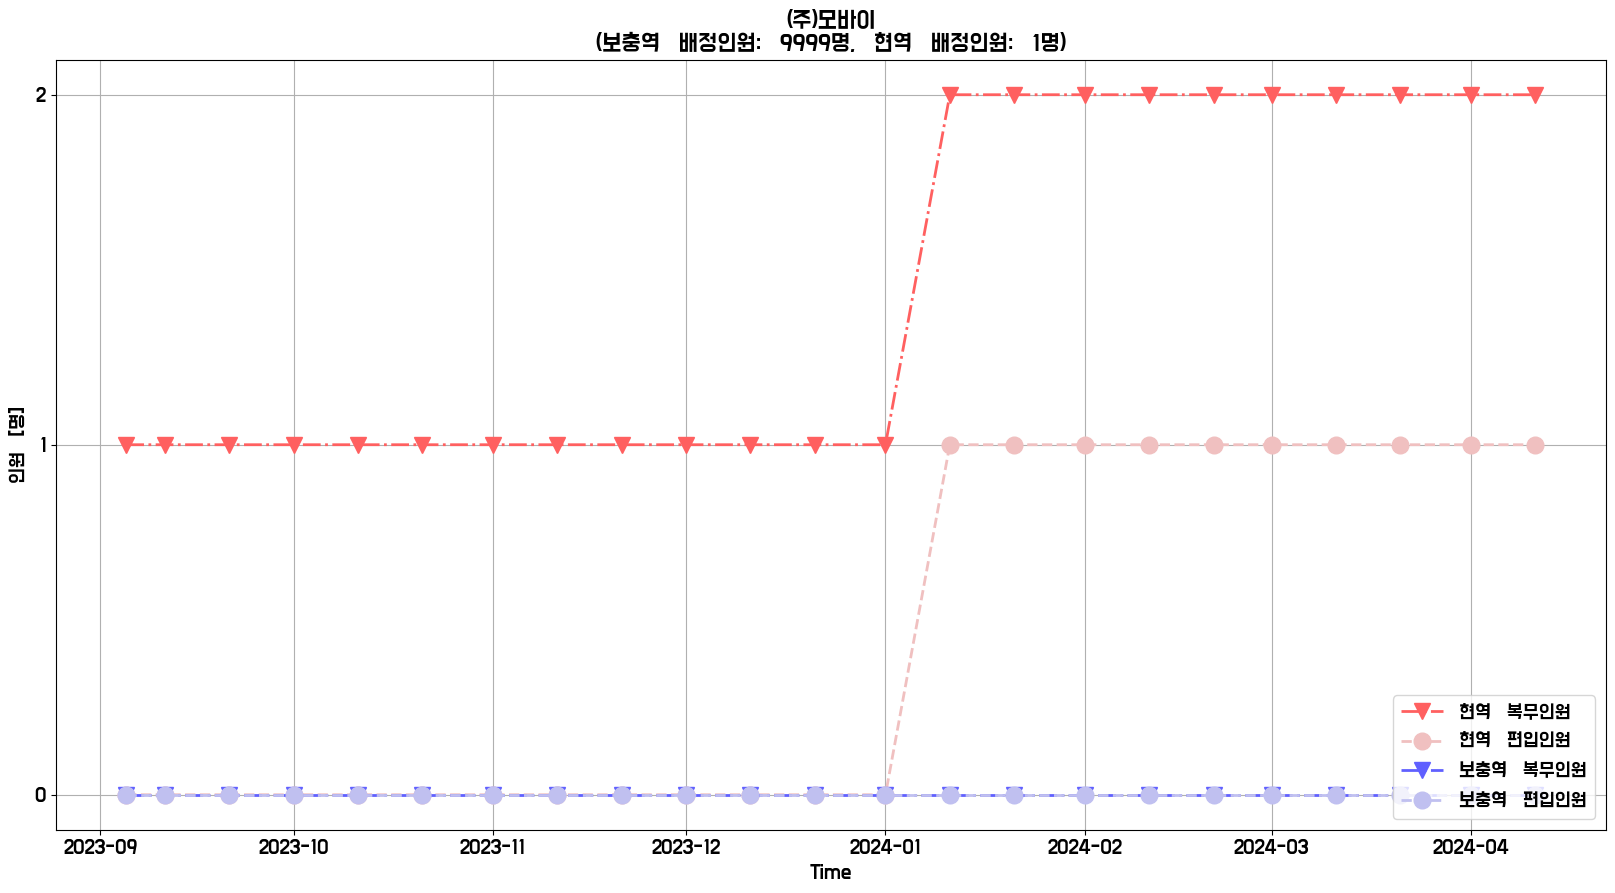 (주)모바이
(보충역 배정인원: 9999명, 현역 배정인원: 1명)
인원 [명]
2
1
0
현역 복무인원
현역 편입인원
보충역 복무인원
보충역 편입인원
2023-09 2023-10 2023-11 2023-12 2024-01 2024-02 2024-03 2024-04
Time